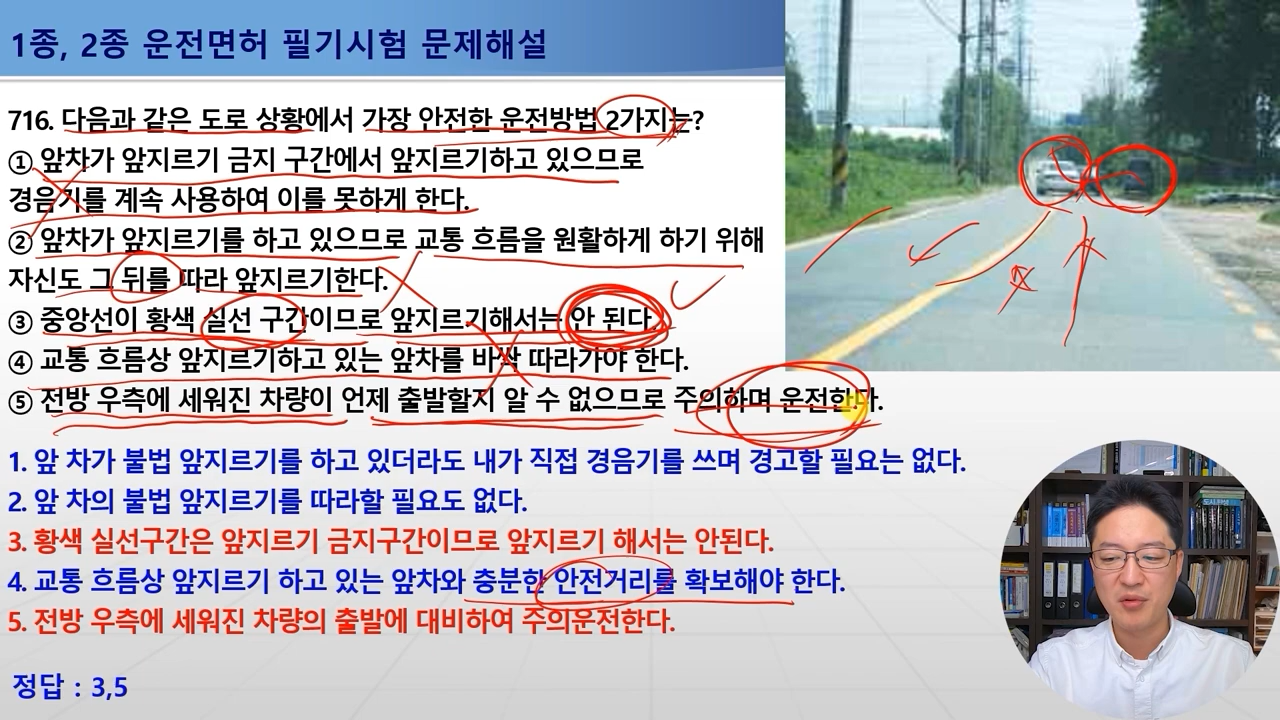 1종, 2종 운전면허 필기시험 문제해설
716. 다음과 같은 도로 상황에서 가장 안전한 운전방법 2가지는?
① 앞차가 앞지르기 금지 구간에서 앞지르기하고 있으므로
경음기를 계속 사용하여 이를 못하게 한다.
② 앞차가 앞지르기를 하고 있으므로 교통 흐름을 원활하게 하기 위해
자신도 그 뒤를 따라 앞지르기한다.
③ 중앙선이 황색 실선 구간이므로 앞지르기해서는 안 된다.
④ 교통 흐름상 앞지르기하고 있는 앞차를 바싹 따라가야 한다.
⑤ 전방 우측에 세워진 차량이 언제 출발할지 알 수 없으므로 주의하며 운전한다.
1. 앞 차가 불법 앞지르기를 하고 있더라도 내가 직접 경음기를 쓰며 경고할 필요는 없다.
2. 앞 차의 불법 앞지르기를 따라할 필요도 없다.
3. 황색 실선구간은 앞지르기 금지구간이므로 앞지르기 해서는 안된다.
4. 교통 흐름상 앞지르기 하고 있는 앞차와 충분한 안전거리를 확보해야 한다.
5. 전방 우측에 세워진 차량의 출발에 대비하여 주의운전한다.
정답 : 3,5